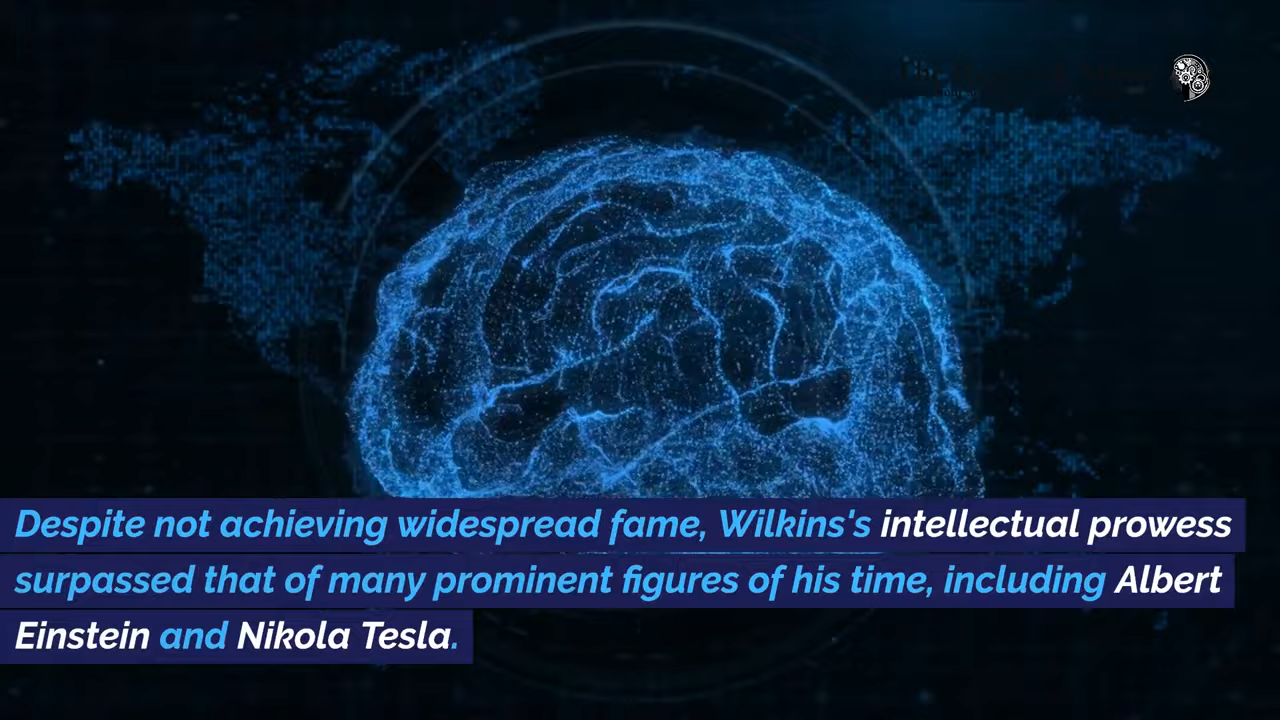 Despite not achieving widespread fame, Wilkins's intellectual prowess
surpassed that of many prominent figures of his time, including Albert
Einstein and Nikola Tesla.